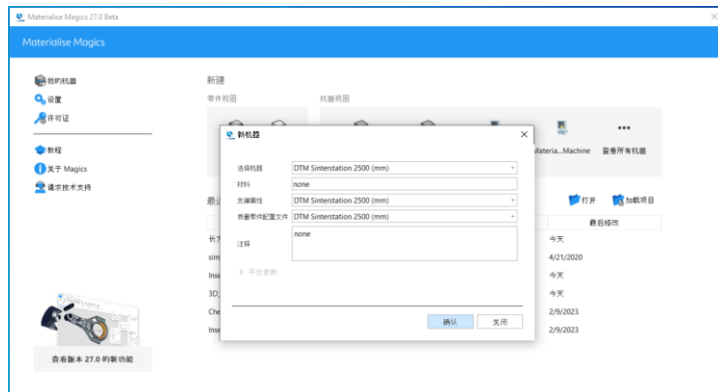 Materialise Magics 27.0 Beta
Materialise Magics
我的机器
设置
许可证
教程
关于 Magics
请求技术支持
查看版本 27.0 的新功能
新建
零件视图
机器视图
Materia...Machine
查看所有机器
打开
加载项目
最后修改
今天
sim
4/21/2020
Inse
今天
3D_
今天
Che
2/9/2023
Inse
2/9/2023
新机器
选择机器
DTM Sinterstation 2500 (mm)
材料
none
支撑属性
DTM Sinterstation 2500 (mm)
质量零件配置文件
DTM Sinterstation 2500 (mm)
注释
none
平台参数
确认
关闭